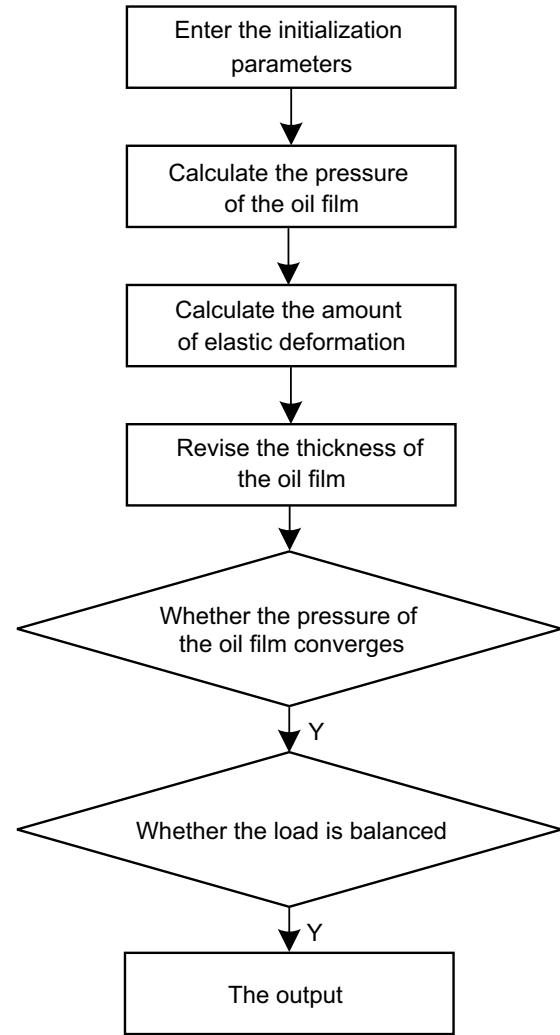 Enter the initialization
parameters
Calculate the pressure
of the oil film
Calculate the amount
of elastic deformation
Revise the thickness of
the oil film
Whether the pressure of
the oil film converges
Y
Whether the load is balanced
Y
The output